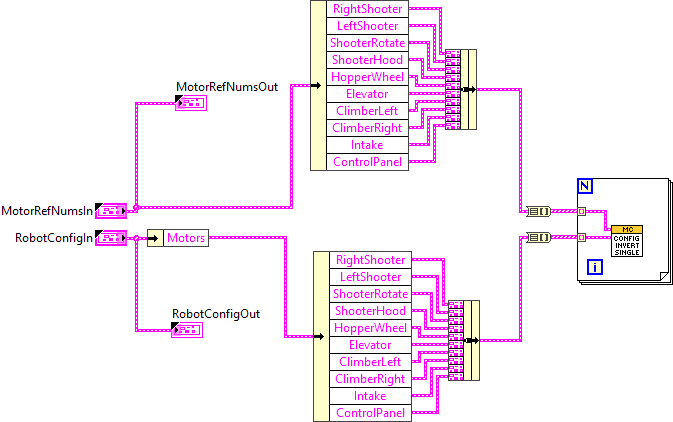 RightShooter
LeftShooter
ShooterRotate
ShooterHood
HopperWheel
Elevator
ClimberLeft
ClimberRight
Intake
ControlPanel
MotorRefNumsOut
MotorRefNumsIn
RobotConfigIn
Motors
RobotConfigOut
RightShooter
LeftShooter
ShooterRotate
ShooterHood
HopperWheel
Elevator
ClimberLeft
ClimberRight
Intake
ControlPanel
N
MC
CONFIG
INVERT
SINGLE
i